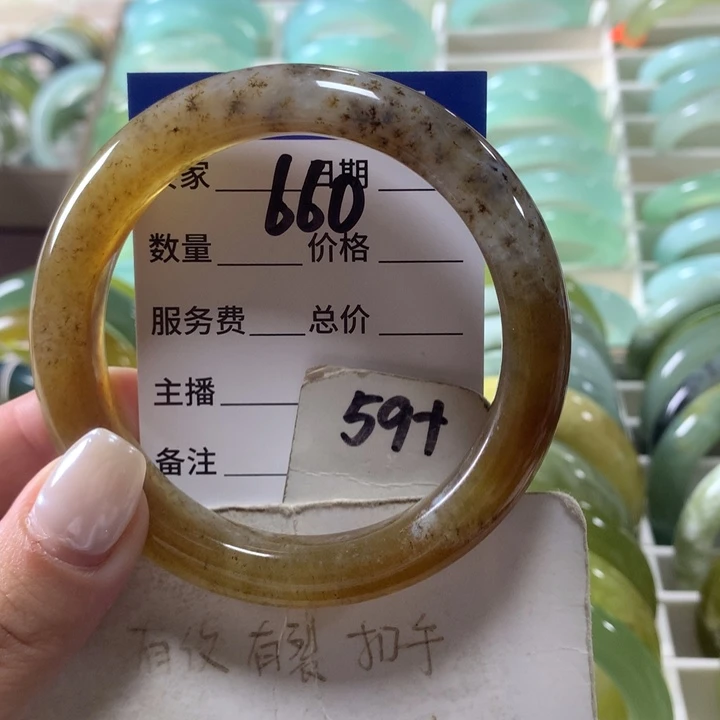 家 日期
660
数量 价格
服务费 总价
主播
59+
备注
有纹 有裂 扣手